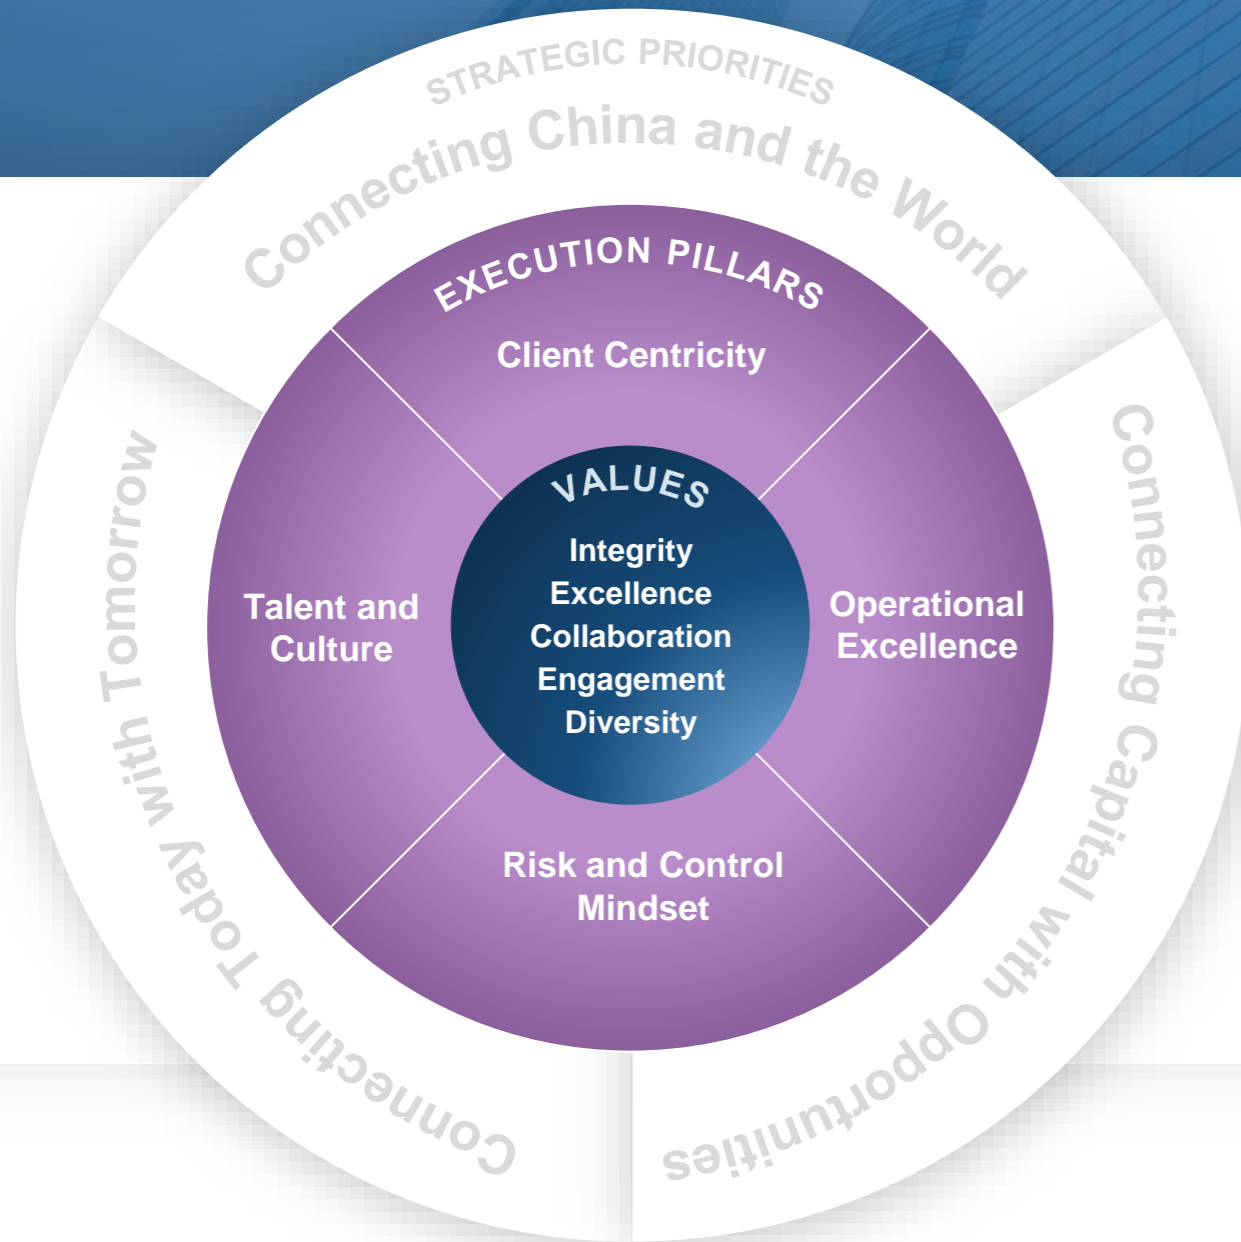 STRATEGIC PRIORITIES
Connecting China and the World
EXECUTION PILLARS
Client Centricity
VALUES
Integrity
Excellence
Collaboration
Engagement
Diversity
Talent and
Culture
Operational
Excellence
Risk and Control
Mindset
Connecting Today with Tomorrow
Connecting Capital with Opportunities